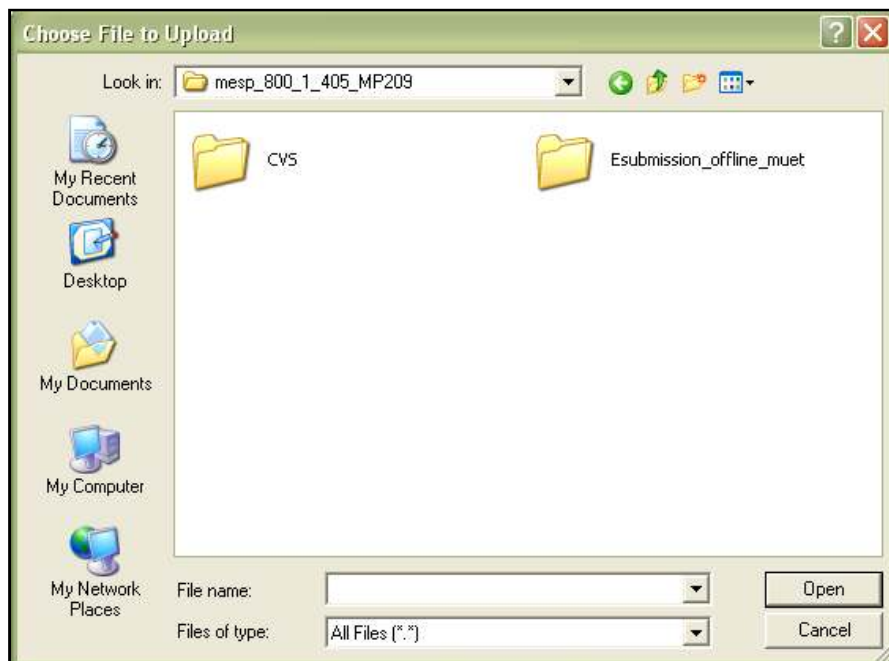 Choose File to Upload
Look in: mesp_800_1_405_MP209
My Recent
Documents
Desktop
My Documents
My Computer
My Network
Places
CVS Esubmission_offline_muet
File name: Open
Files of type: All Files (*.*) Cancel